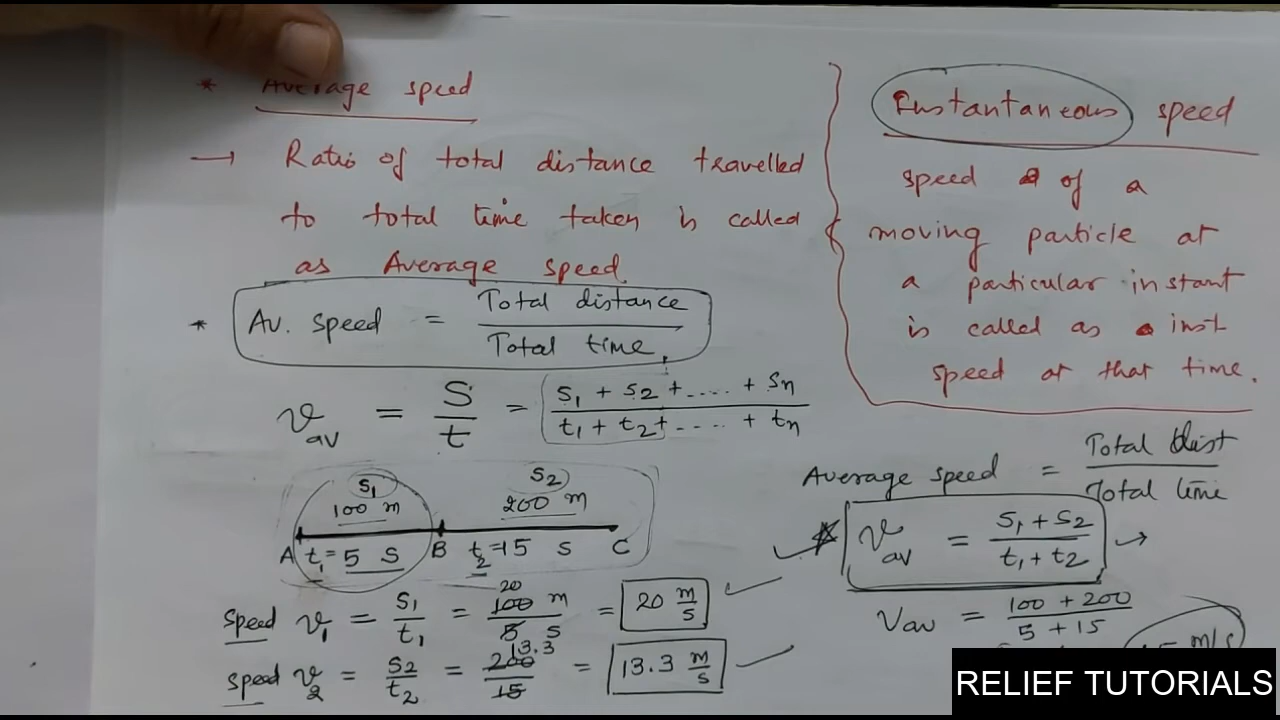 * Average speed
→ Ratio of total distance travelled
to total time taken is called
as Average speed.
* Av. speed = Total distance / Total time.
v_av = S / t = s₁ + s₂ + .... + sₙ / t₁ + t₂ + .... + tₙ
s₁ s₂
100 m 200 m
A t₁ = 5 s B t₂ = 15 s C
speed v₁ = s₁ / t₁ = 100 m / 5 s = 20 m/s
20
speed v₂ = s₂ / t₂ = 200 / 15 = 13.3 m/s
13.3
Instantaneous speed
speed of a
moving particle at
a particular instant
is called as inst
speed at that time.
Average speed = Total dist / Total time
v_av = s₁ + s₂ / t₁ + t₂ →
Vav = 100 + 200 / 5 + 15
m/s
RELIEF TUTORIALS